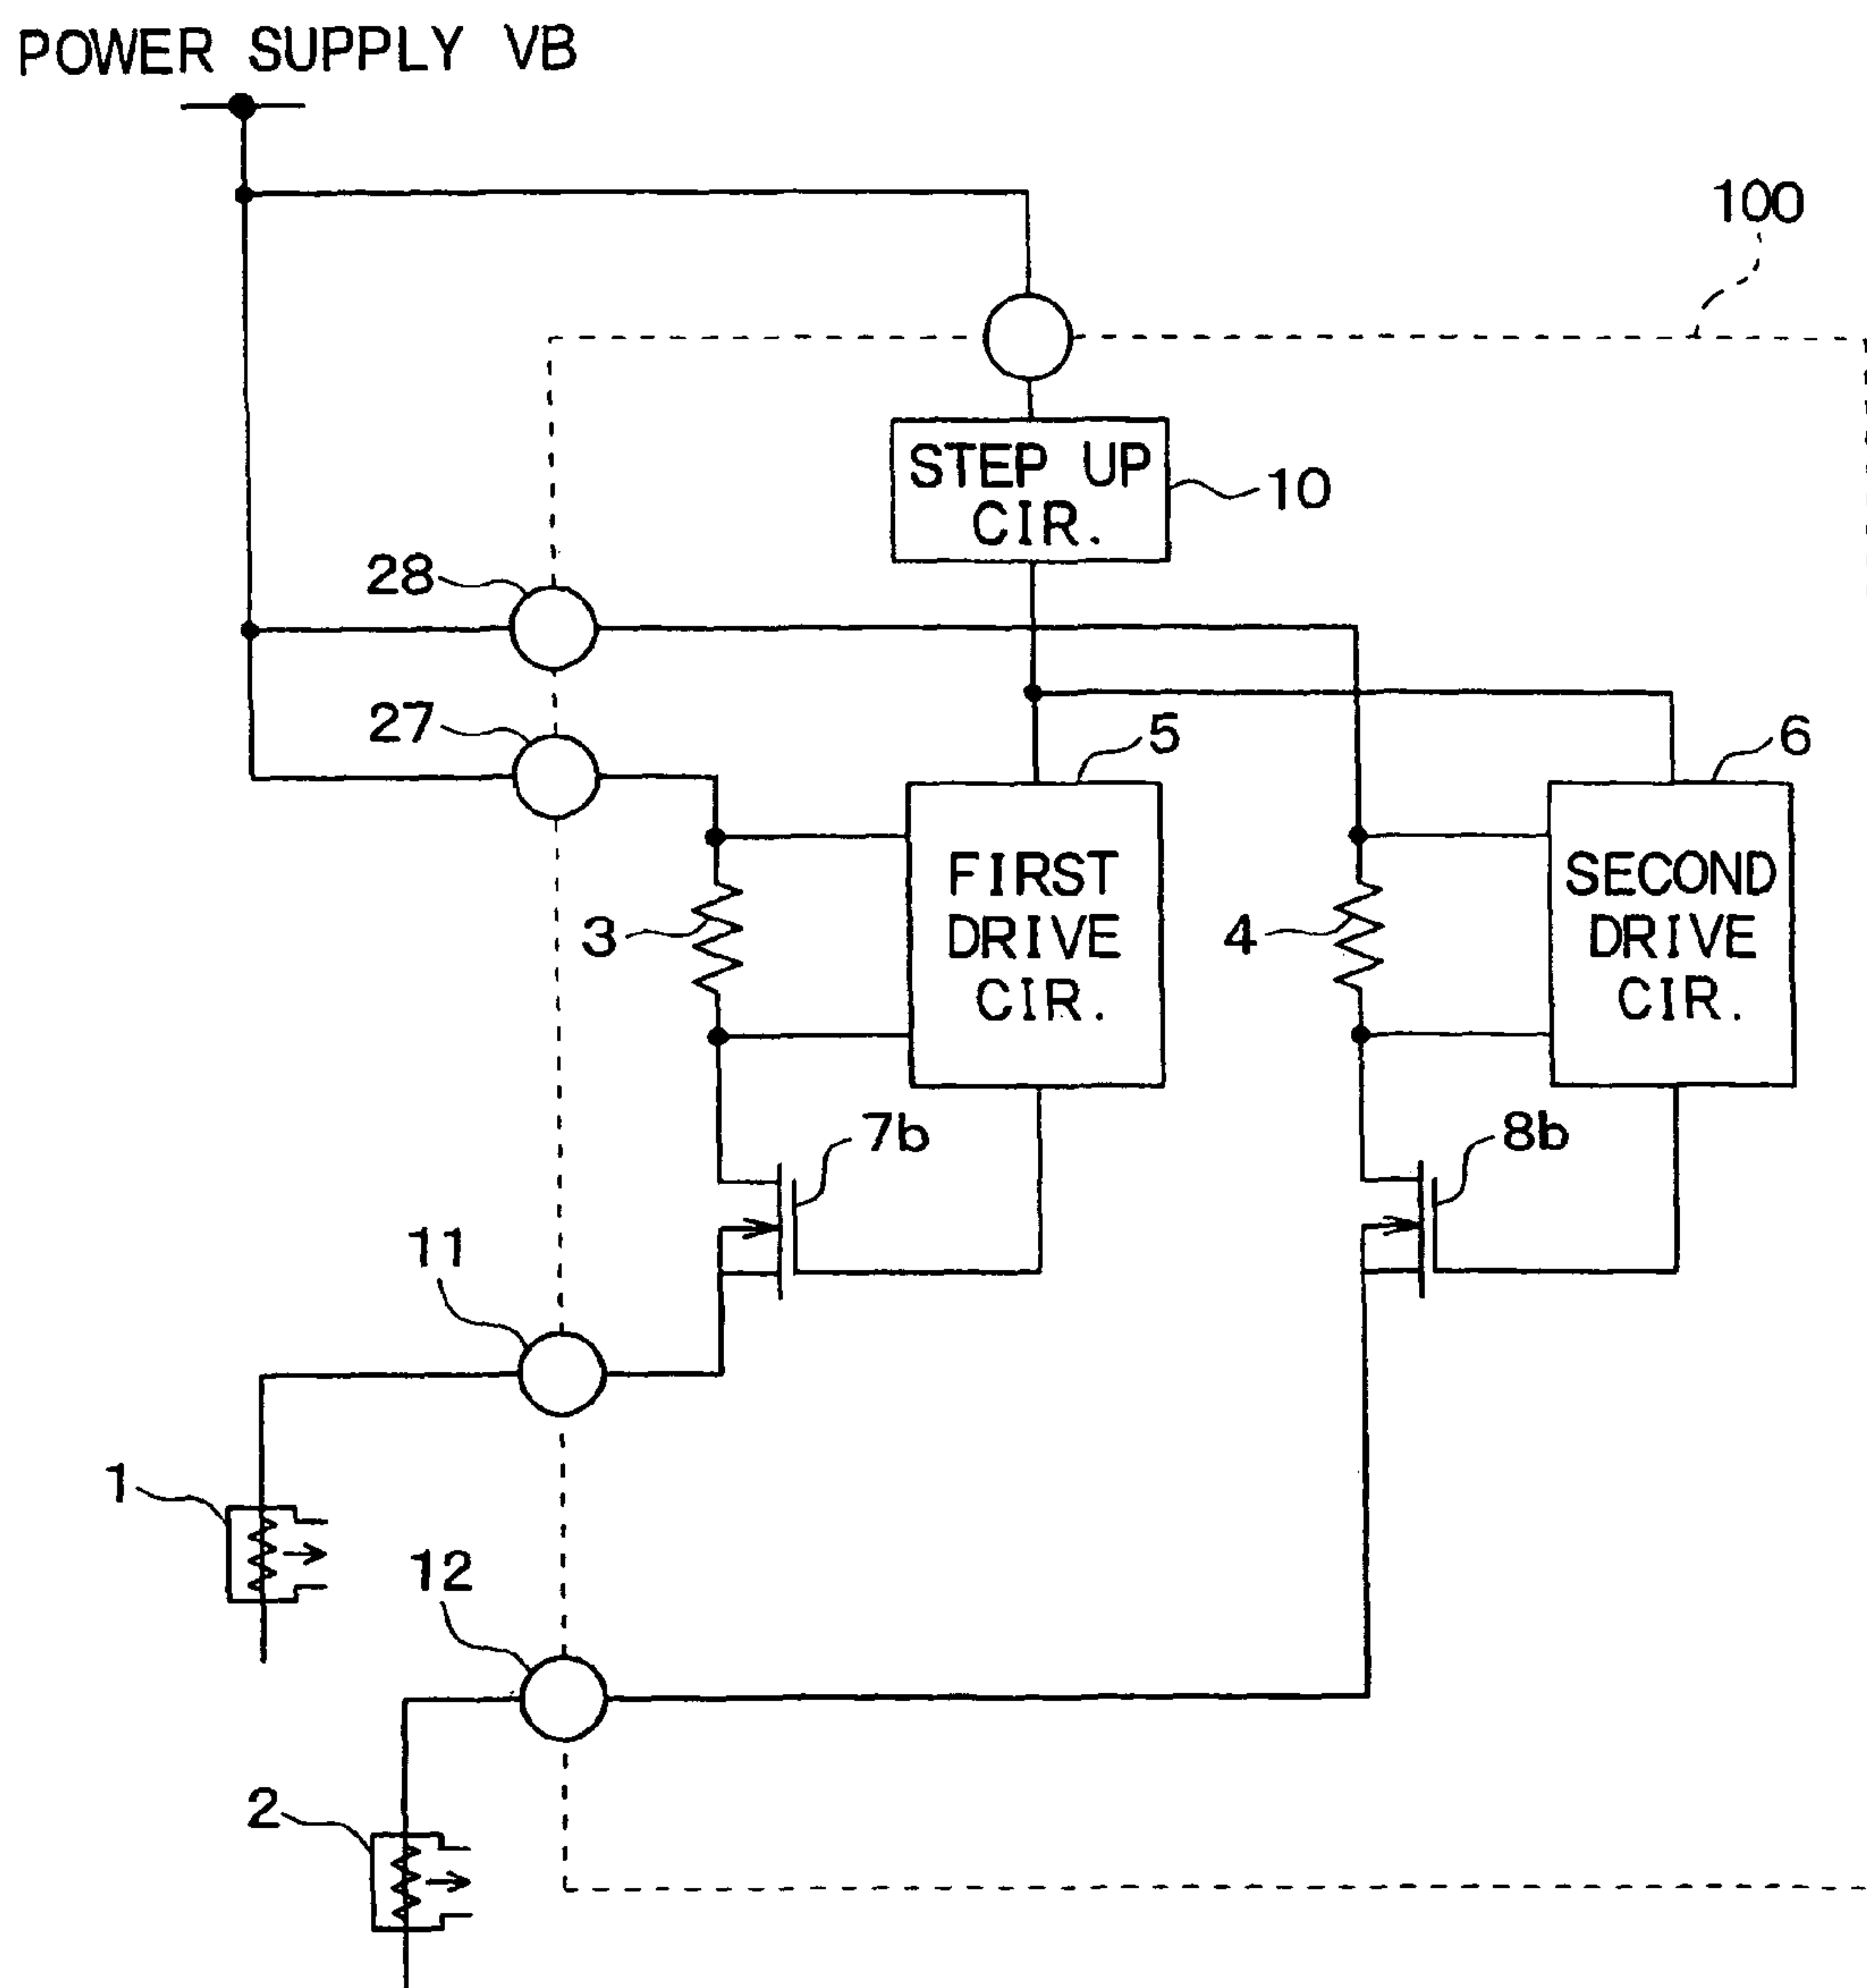 POWER SUPPLY VB
100
STEP UP
CIR.
10
28
27
5
6
FIRST
DRIVE
CIR.
3
SECOND
DRIVE
CIR.
4
7b
8b
11
1
12
2